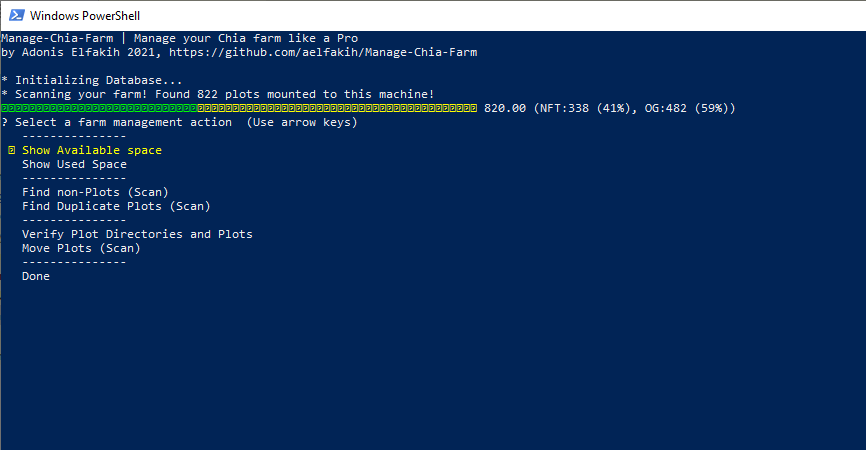 Windows PowerShell
Manage-Chia-Farm | Manage your Chia farm like a Pro
by Adonis Elfakih 2021, https://github.com/aelfakih/Manage-Chia-Farm
* Initializing Database...
* Scanning your farm! Found 822 plots mounted to this machine!
820.00 (NFT:338 (41%), OG:482 (59%))
? Select a farm management action  (Use arrow keys)
---------------
Show Available space
Show Used Space
---------------
Find non-Plots (Scan)
Find Duplicate Plots (Scan)
---------------
Verify Plot Directories and Plots
Move Plots (Scan)
---------------
Done